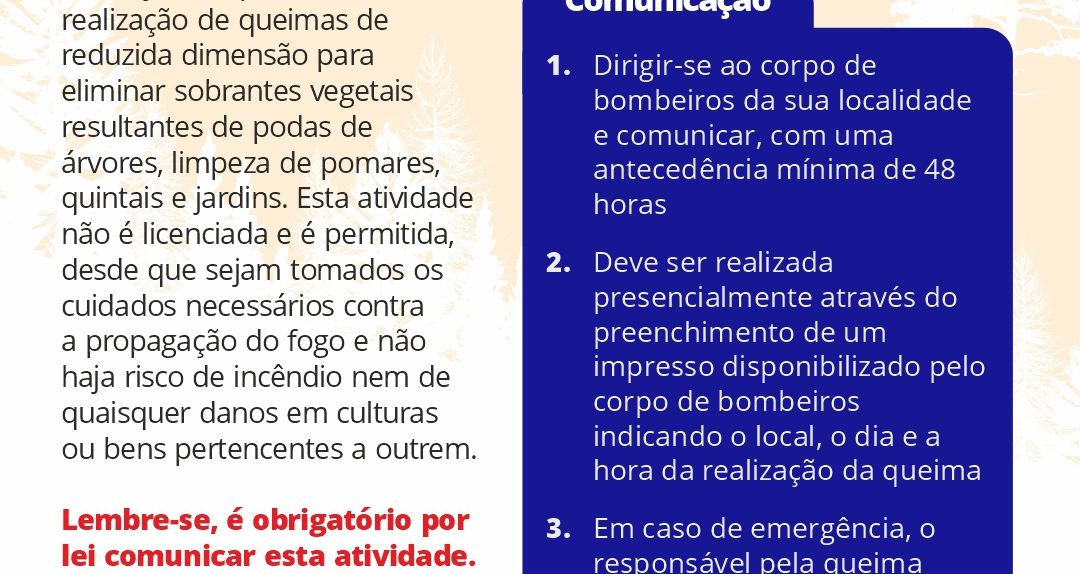 realização de queimas de
reduzida dimensão para
eliminar sobrantes vegetais
resultantes de podas de
árvores, limpeza de pomares,
quintais e jardins. Esta atividade
não é licenciada e é permitida,
desde que sejam tomados os
cuidados necessários contra
a propagação do fogo e não
haja risco de incêndio nem de
quaisquer danos em culturas
ou bens pertencentes a outrem.
Lembre-se, é obrigatório por
lei comunicar esta atividade.
Comunicação
1. Dirigir-se ao corpo de
bombeiros da sua localidade
e comunicar, com uma
antecedência mínima de 48
horas
2. Deve ser realizada
presencialmente através do
preenchimento de um
impresso disponibilizado pelo
corpo de bombeiros
indicando o local, o dia e a
hora da realização da queima
3. Em caso de emergência, o
responsável pela queima